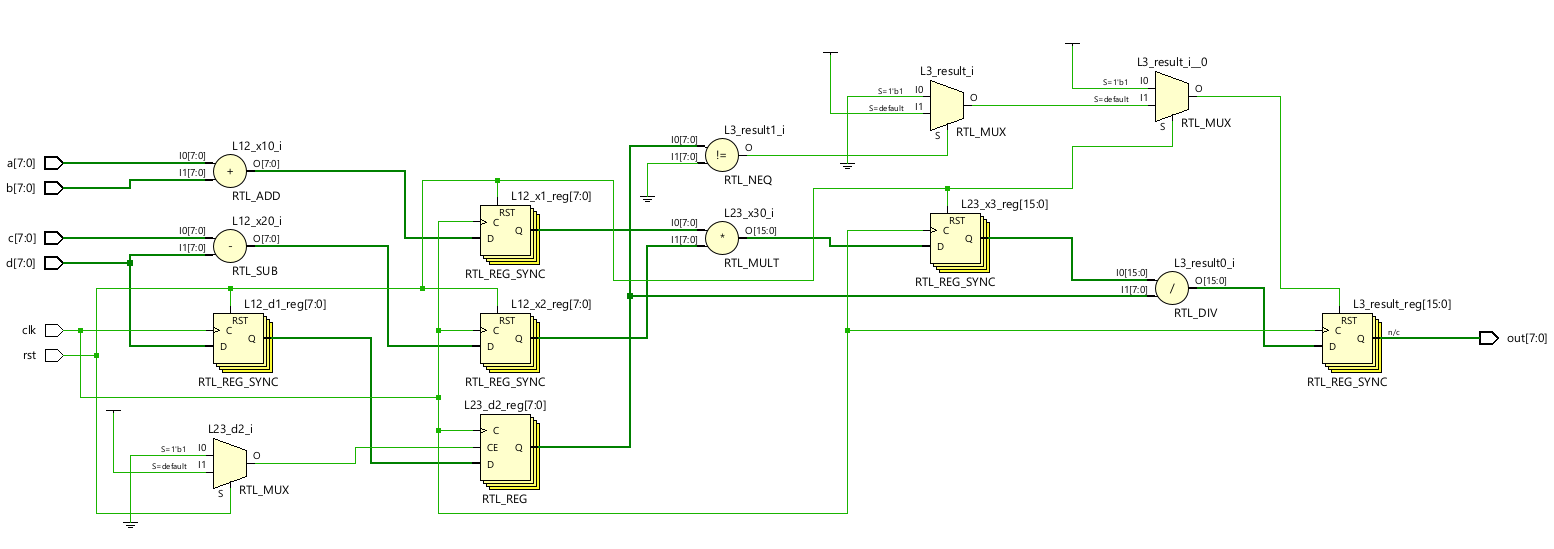 L3_result_i__0
S=1'b1 I0
O
S=default I1
S
RTL_MUX
L3_result_i
S=1'b1 I0
O
S=default I1
S
RTL_MUX
L3_result1_i
I0[7:0]
O
I1[7:0]
!=
RTL_NEQ
a[7:0]
b[7:0]
L12_x10_i
I0[7:0]
O[7:0]
I1[7:0]
+
RTL_ADD
c[7:0]
d[7:0]
L12_x20_i
I0[7:0]
O[7:0]
I1[7:0]
-
RTL_SUB
L12_x1_reg[7:0]
RST
C
Q
D
RTL_REG_SYNC
L23_x30_i
I0[7:0]
O[15:0]
I1[7:0]
*
RTL_MULT
L23_x3_reg[15:0]
RST
C
Q
D
RTL_REG_SYNC
L3_result0_i
I0[15:0]
O[15:0]
I1[7:0]
/
RTL_DIV
clk
rst
L12_d1_reg[7:0]
RST
C
Q
D
RTL_REG_SYNC
L12_x2_reg[7:0]
RST
C
Q
D
RTL_REG_SYNC
L3_result_reg[15:0]
RST
C
Q
D
n/c
RTL_REG_SYNC
out[7:0]
L23_d2_i
S=1'b1 I0
O
S=default I1
S
RTL_MUX
L23_d2_reg[7:0]
C
CE
Q
D
RTL_REG